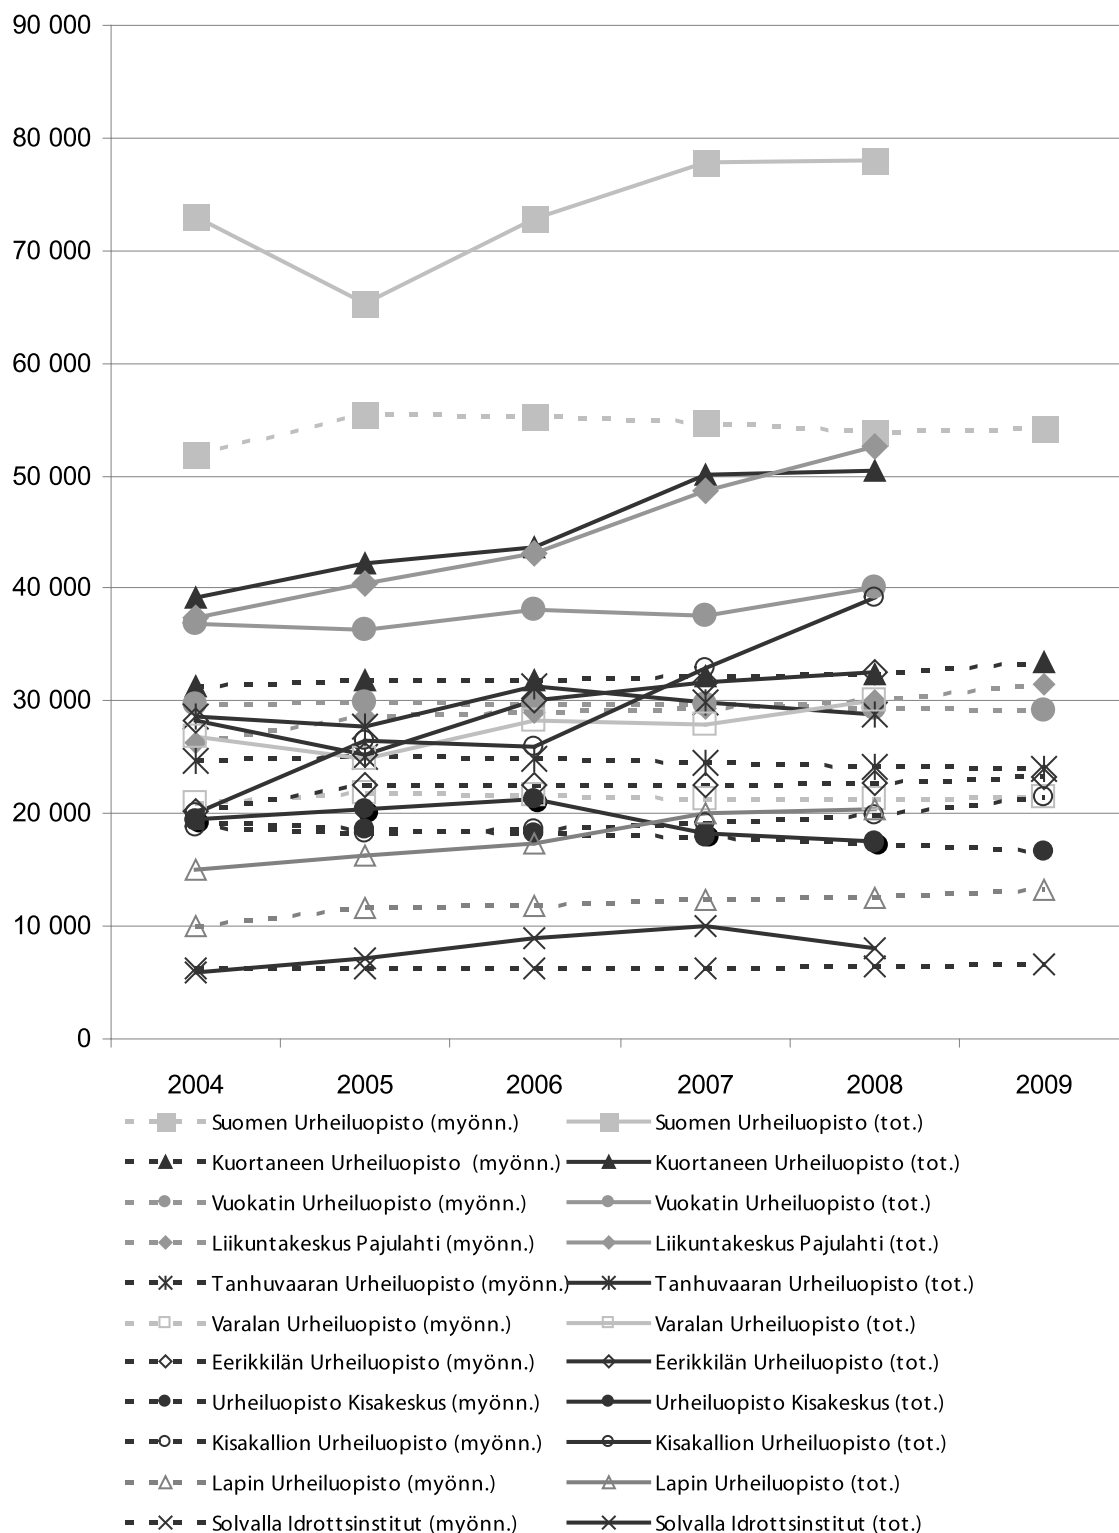 90 000
80 000
70 000
60 000
50 000
40 000
30 000
20 000
10 000
0
2004 2005 2006 2007 2008 2009
Suomen Urheiluopisto (myönn.) Suomen Urheiluopisto (tot.)
Kuortaneen Urheiluopisto (myönn.) Kuortaneen Urheiluopisto (tot.)
Vuokatin Urheiluopisto (myönn.) Vuokatin Urheiluopisto (tot.)
Liikuntakeskus Pajulahti (myönn.) Liikuntakeskus Pajulahti (tot.)
Tanhuvaaran Urheiluopisto (myönn.) Tanhuvaaran Urheiluopisto (tot.)
Varalan Urheiluopisto (myönn.) Varalan Urheiluopisto (tot.)
Eerikkilän Urheiluopisto (myönn.) Eerikkilän Urheiluopisto (tot.)
Urheiluopisto Kisakeskus (myönn.) Urheiluopisto Kisakeskus (tot.)
Kisakallion Urheiluopisto (myönn.) Kisakallion Urheiluopisto (tot.)
Lapin Urheiluopisto (myönn.) Lapin Urheiluopisto (tot.)
Solvalla Idrottsinstitut (myönn.) Solvalla Idrottsinstitut (tot.)